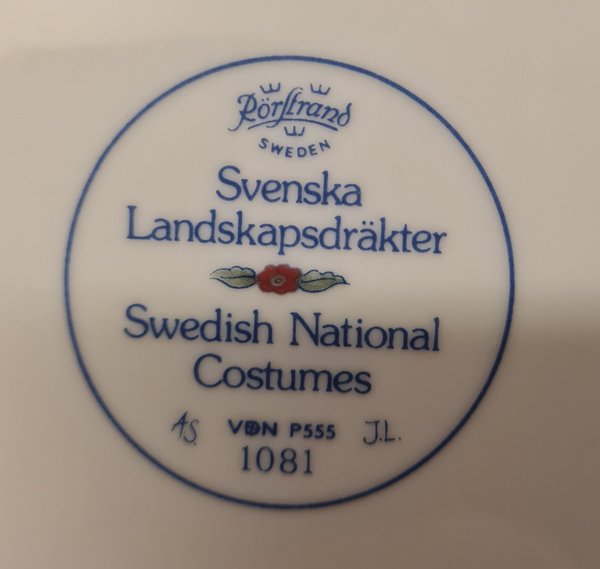 Rörstrand
SWEDEN
Svenska
Landskapsdräkter
Swedish National
Costumes
A.S. VDN P555 J.L.
1081